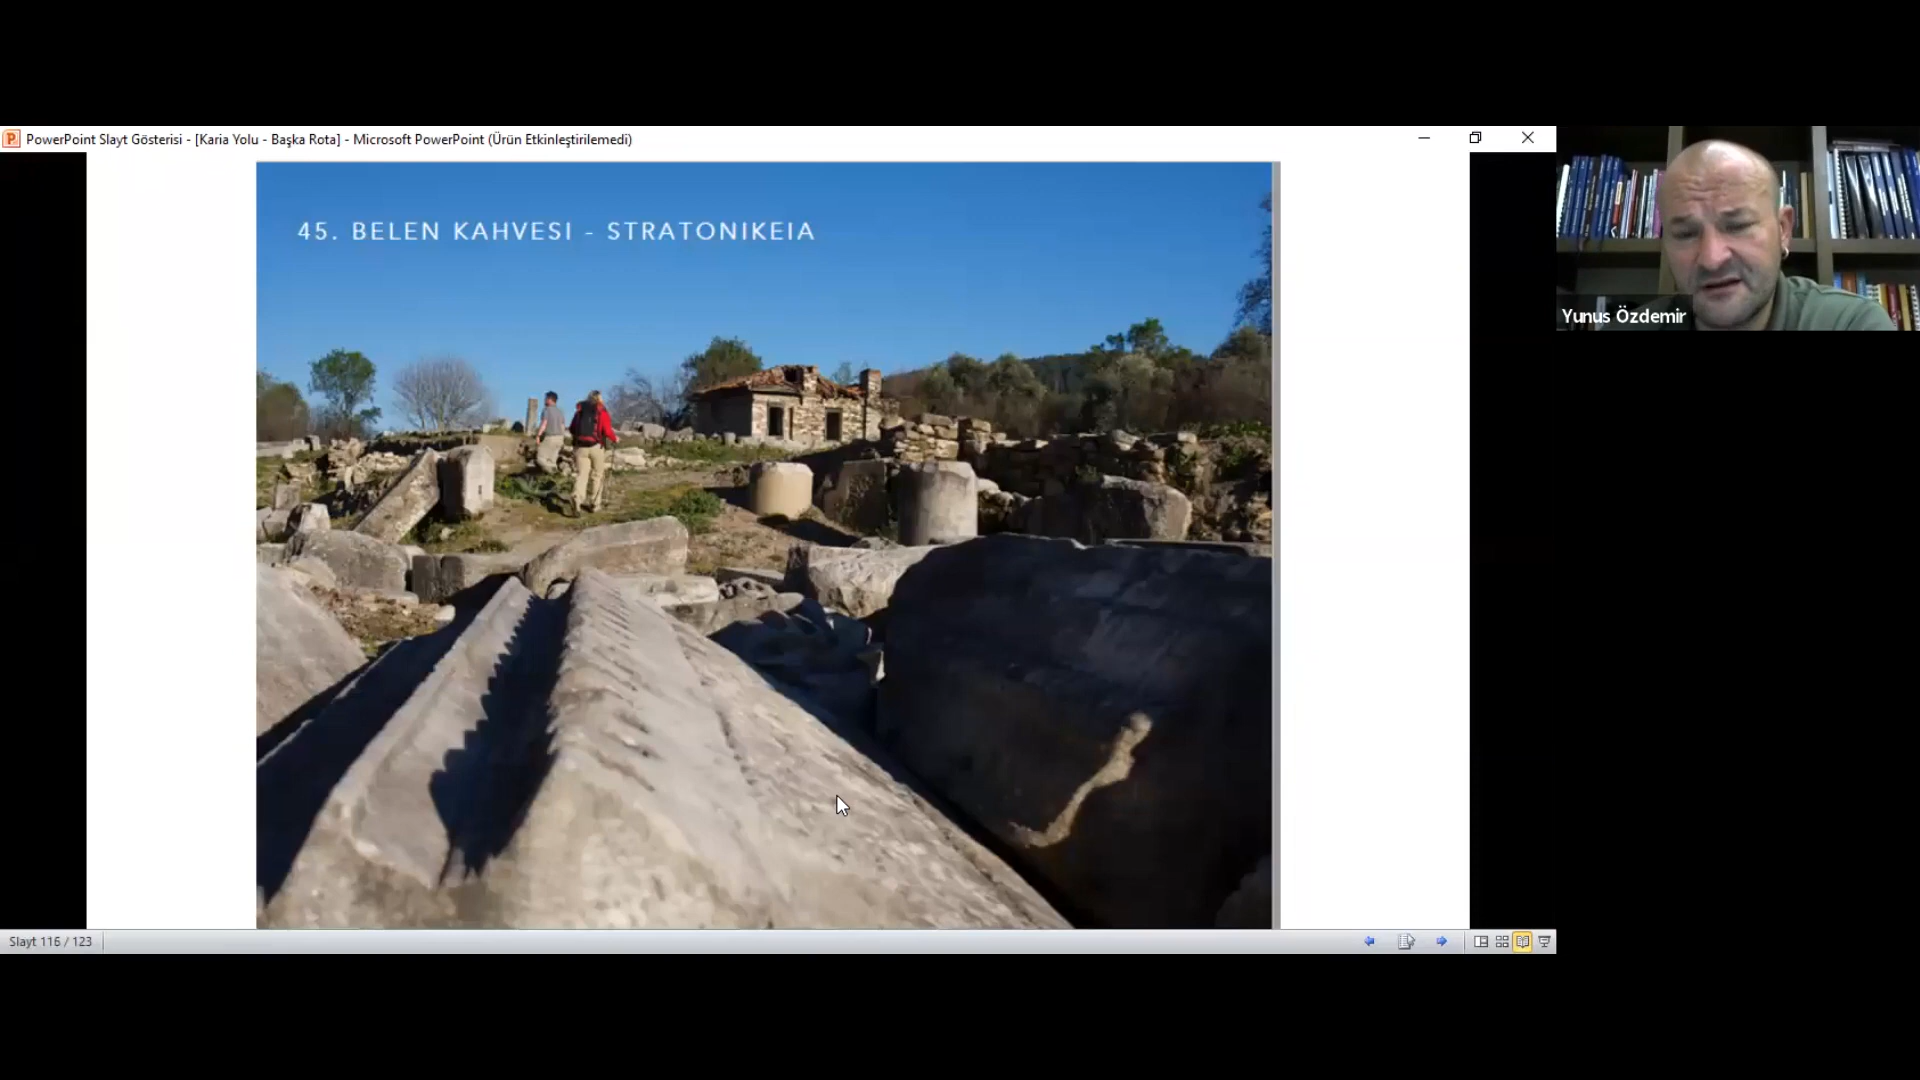 PowerPoint Slayt Gösterisi - [Karia Yolu - Başka Rota] - Microsoft PowerPoint (Ürün Etkinleştirilemedi)
45. BELEN KAHVESI - STRATONIKEIA
Yunus Özdemir
Slayt 116 / 123